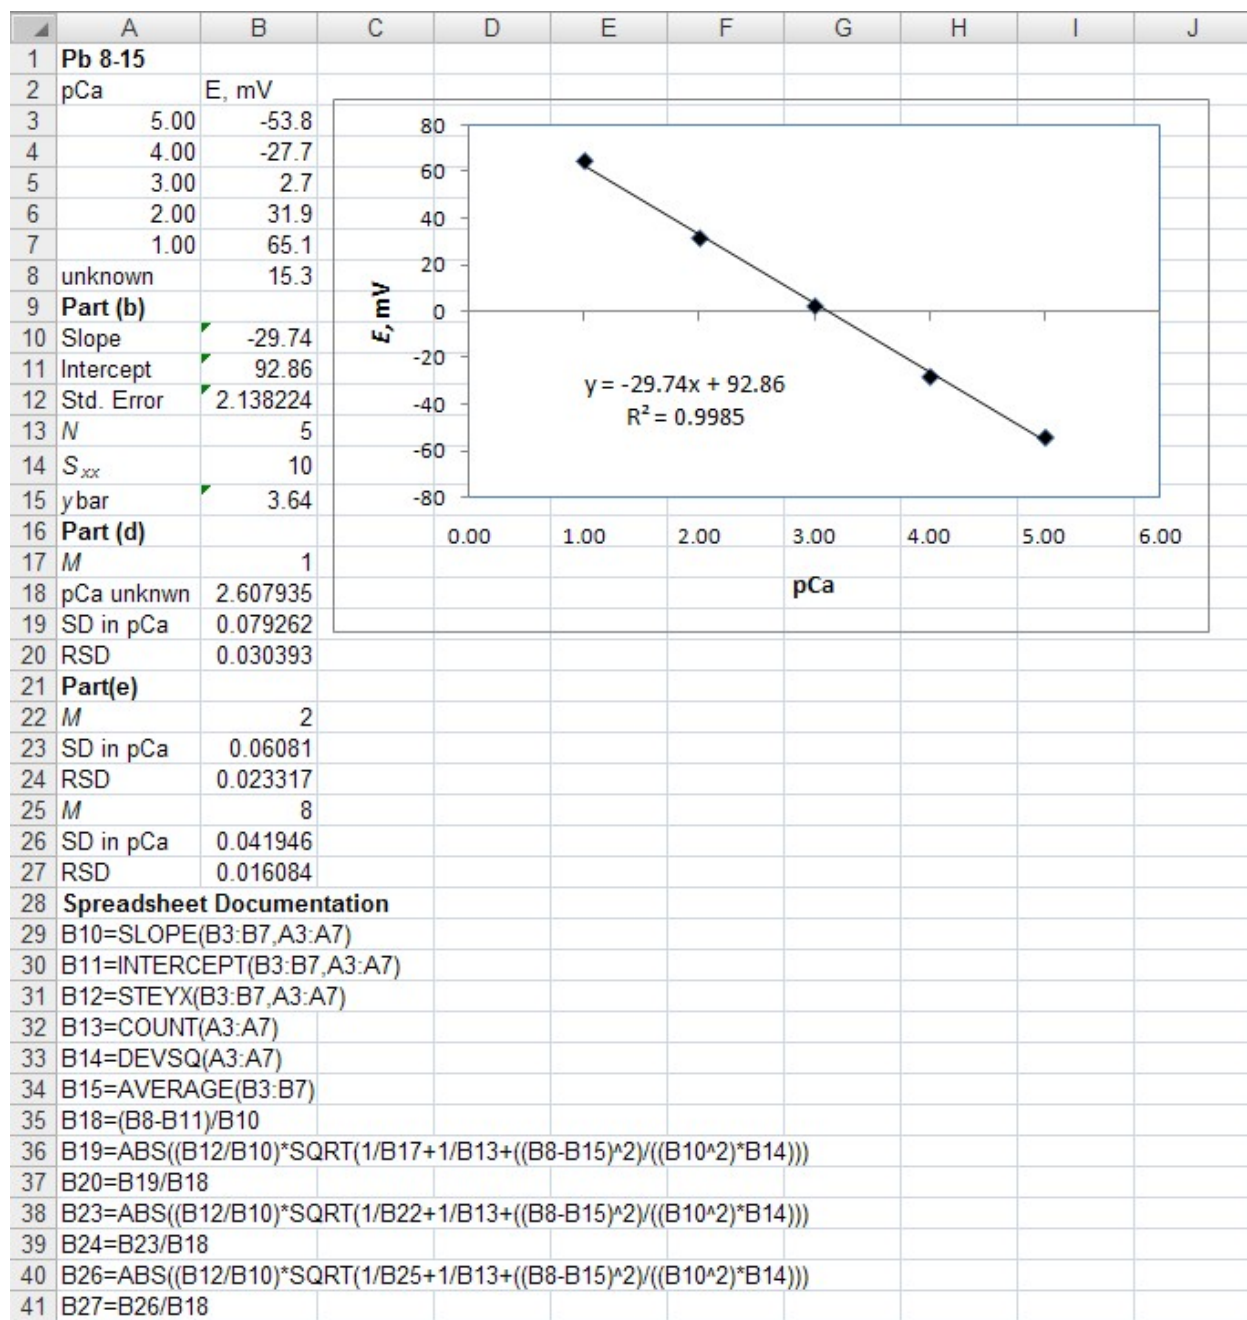 A B C D E F G H I J
1 Pb 8-15
2 pCa E, mV
3 5.00 -53.8
4 4.00 -27.7
5 3.00 2.7
6 2.00 31.9
7 1.00 65.1
8 unknown 15.3
9 Part (b)
10 Slope -29.74
11 Intercept 92.86
12 Std. Error 2.138224
13 N 5
14 Sxx 10
15 y bar 3.64
16 Part (d)
17 M 1
18 pCa unknwn 2.607935
19 SD in pCa 0.079262
20 RSD 0.030393
21 Part(e)
22 M 2
23 SD in pCa 0.06081
24 RSD 0.023317
25 M 8
26 SD in pCa 0.041946
27 RSD 0.016084
28 Spreadsheet Documentation
29 B10=SLOPE(B3:B7,A3:A7)
30 B11=INTERCEPT(B3:B7,A3:A7)
31 B12=STEYX(B3:B7,A3:A7)
32 B13=COUNT(A3:A7)
33 B14=DEVSQ(A3:A7)
34 B15=AVERAGE(B3:B7)
35 B18=(B8-B11)/B10
36 B19=ABS((B12/B10)*SQRT(1/B17+1/B13+((B8-B15)^2)/((B10^2)*B14)))
37 B20=B19/B18
38 B23=ABS((B12/B10)*SQRT(1/B22+1/B13+((B8-B15)^2)/((B10^2)*B14)))
39 B24=B23/B18
40 B26=ABS((B12/B10)*SQRT(1/B25+1/B13+((B8-B15)^2)/((B10^2)*B14)))
41 B27=B26/B18
80
60
40
20
0
-20
-40
-60
-80
E, mV
y = -29.74x + 92.86
R² = 0.9985
0.00 1.00 2.00 3.00 4.00 5.00 6.00
pCa